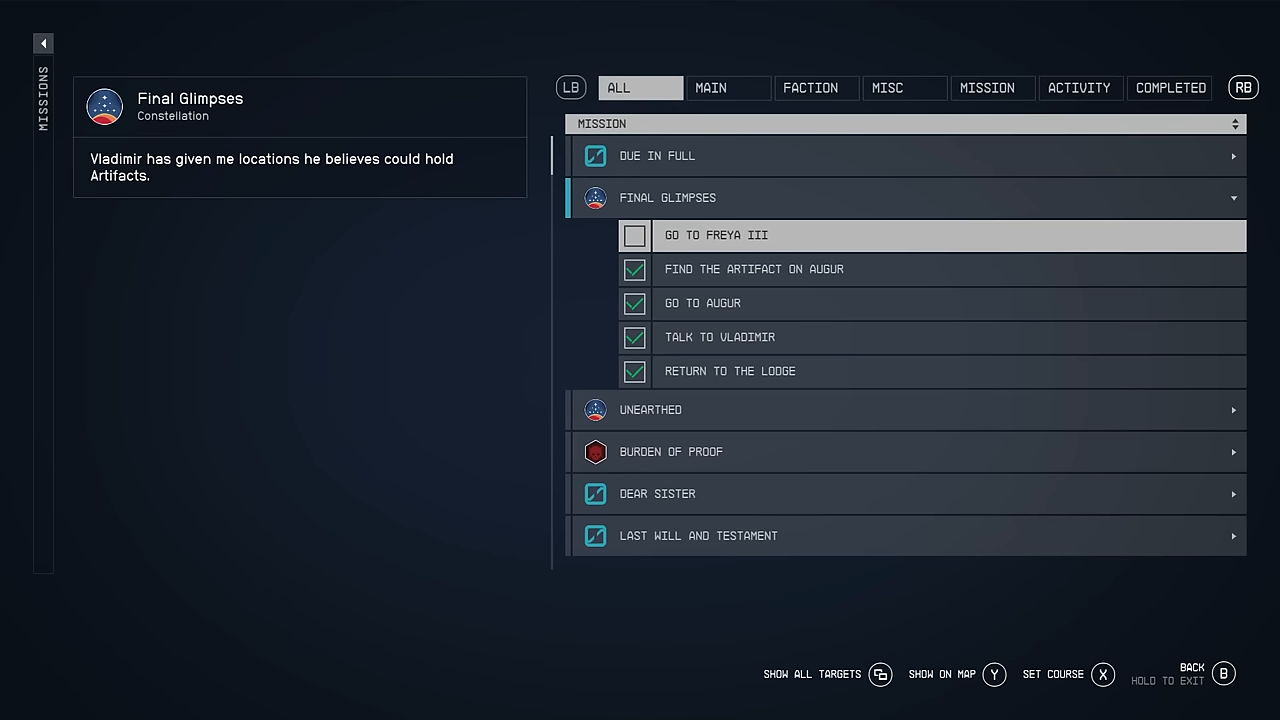 MISSIONS
Final Glimpses
Constellation
Vladimir has given me locations he believes could hold
Artifacts.
LB ALL MAIN FACTION MISC MISSION ACTIVITY COMPLETED RB
MISSION
DUE IN FULL
FINAL GLIMPSES
GO TO FREYA III
FIND THE ARTIFACT ON AUGUR
GO TO AUGUR
TALK TO VLADIMIR
RETURN TO THE LODGE
UNEARTHED
BURDEN OF PROOF
DEAR SISTER
LAST WILL AND TESTAMENT
SHOW ALL TARGETS SHOW ON MAP Y SET COURSE X BACK B
HOLD TO EXIT